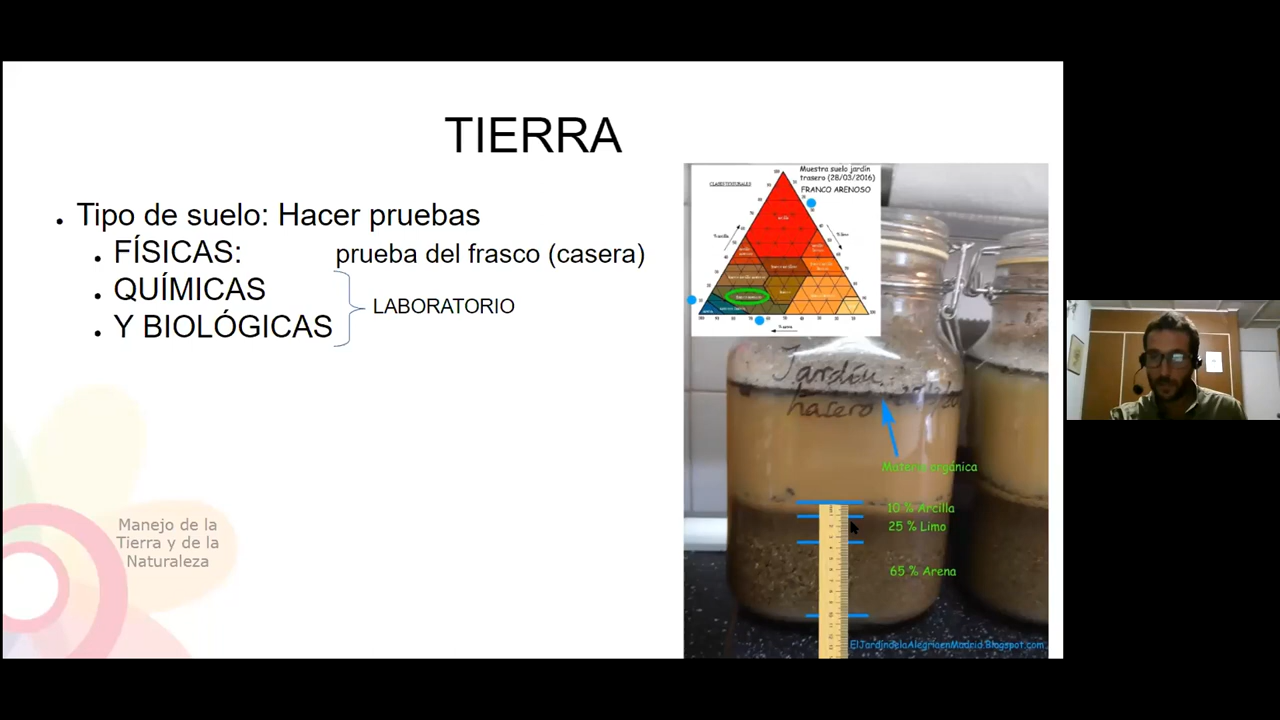 TIERRA
Tipo de suelo: Hacer pruebas
FÍSICAS: prueba del frasco (casera)
QUÍMICAS
Y BIOLÓGICAS
LABORATORIO
Manejo de la
Tierra y de la
Naturaleza
Muestra suelo jardín
trasero (28/03/2016)
FRANCO ARENOSO
CLASES TEXTURALES
Jardín
trasero
Materia orgánica
10 % Arcilla
25 % Limo
65 % Arena
ElJardindelaAlegriaenMadrid.Blogspot.com